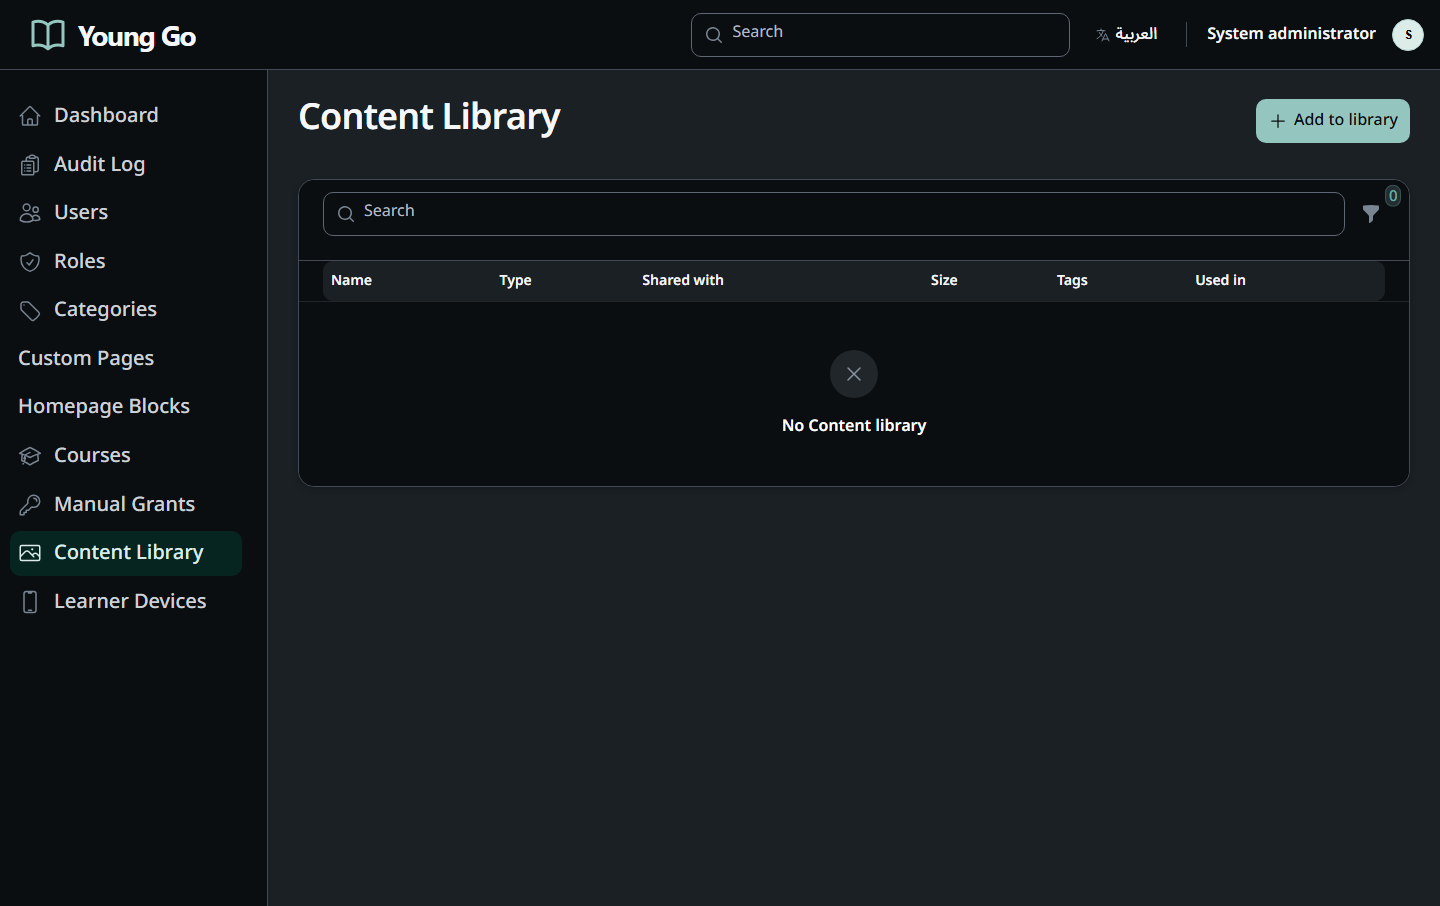 Young Go
Search
العربية
System administrator
S
Dashboard
Audit Log
Users
Roles
Categories
Custom Pages
Homepage Blocks
Courses
Manual Grants
Content Library
Learner Devices
Content Library
Add to library
Search
0
Name Type Shared with Size Tags Used in
No Content library